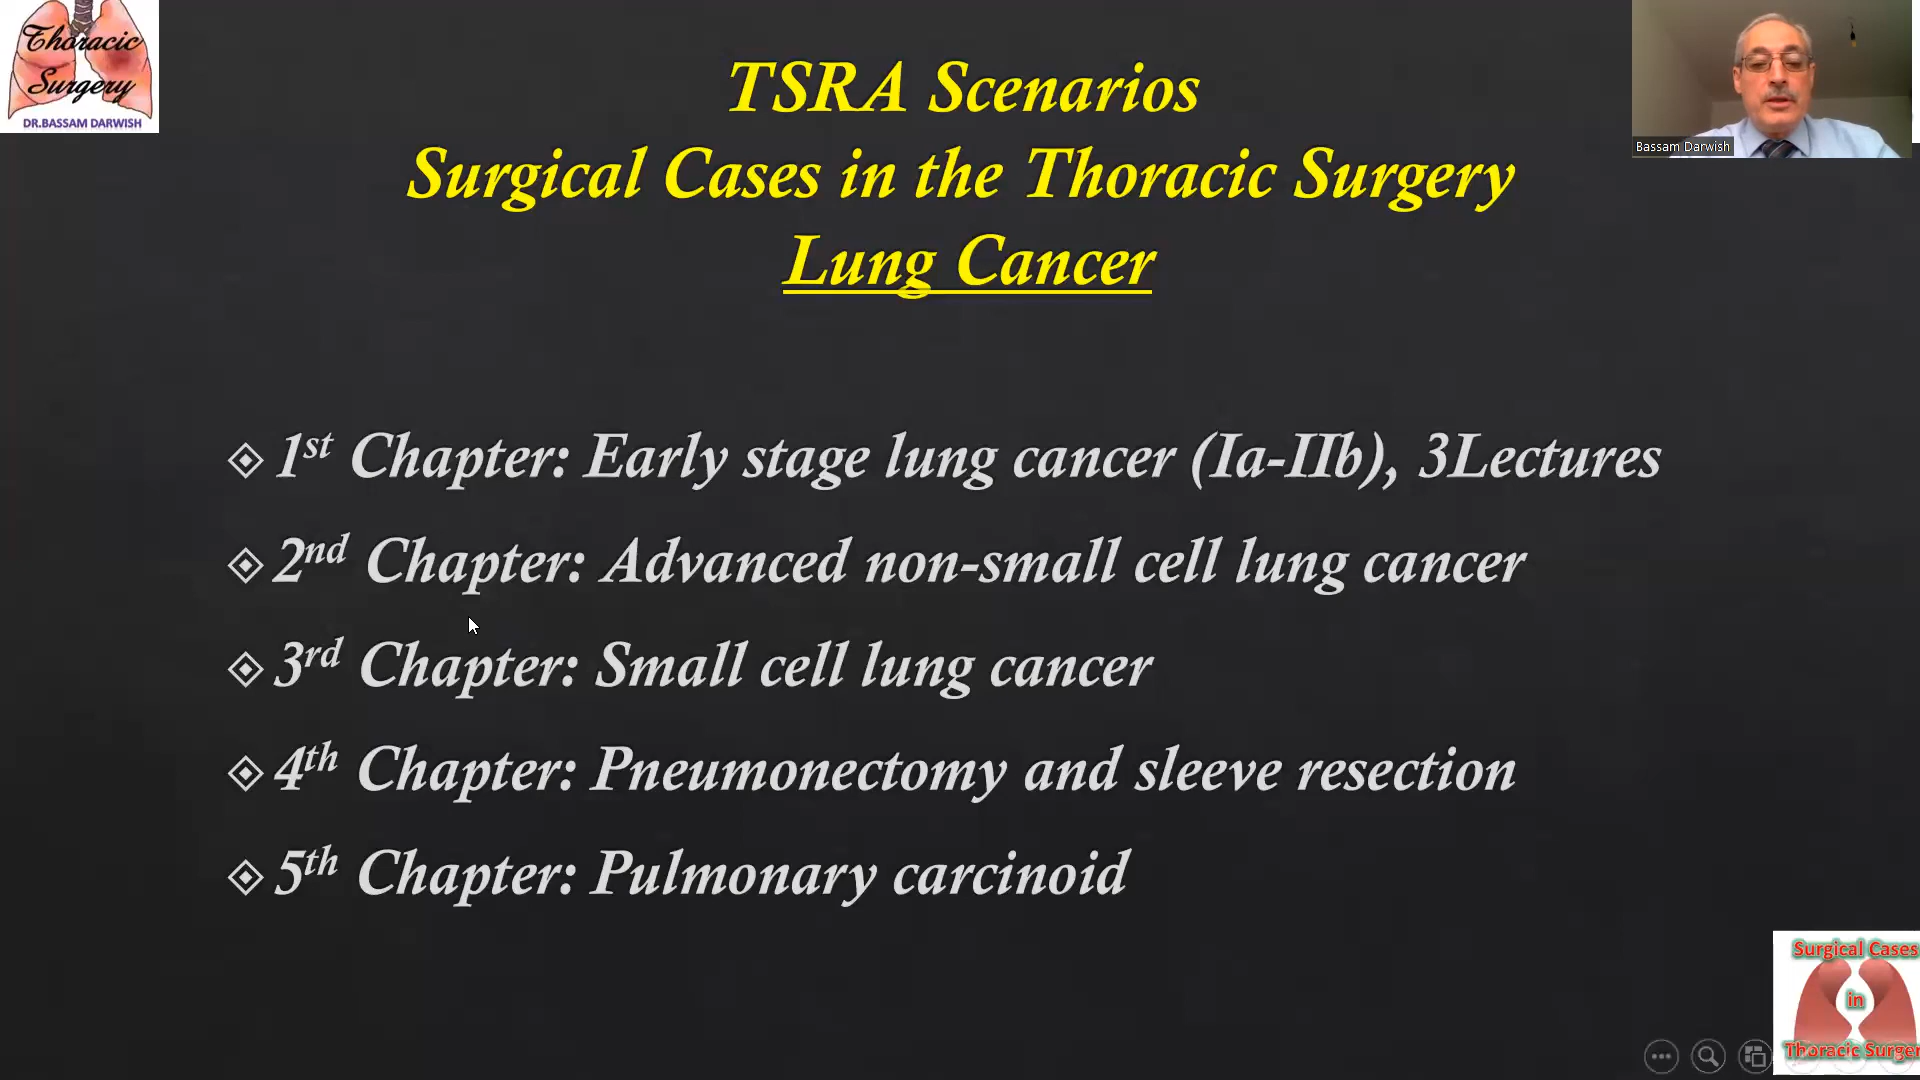 Thoracic
Surgery
DR.BASSAM DARWISH
TSRA Scenarios
Surgical Cases in the Thoracic Surgery
Lung Cancer
Bassam Darwish
1st Chapter: Early stage lung cancer (Ia-IIb), 3Lectures
2nd Chapter: Advanced non-small cell lung cancer
3rd Chapter: Small cell lung cancer
4th Chapter: Pneumonectomy and sleeve resection
5th Chapter: Pulmonary carcinoid
Surgical Cases
in
Thoracic Surger